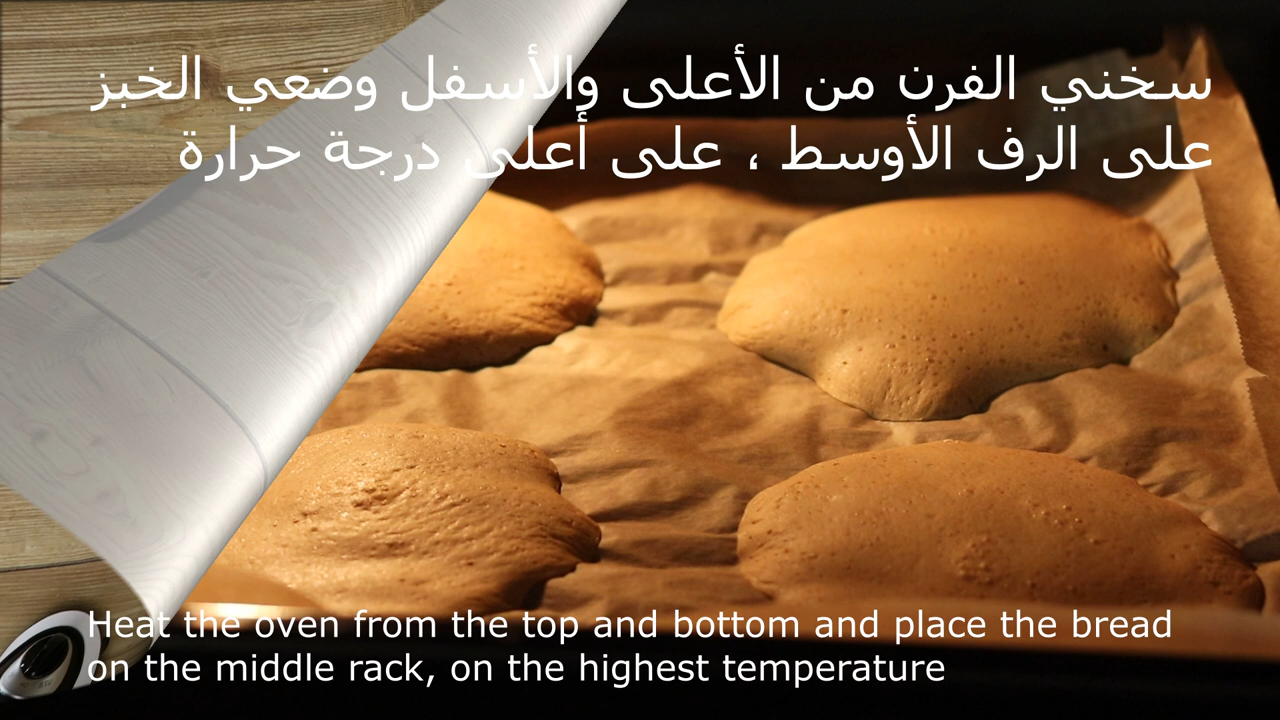 سخني الفرن من الأعلى والأسفل وضعي الخبز
على الرف الأوسط ، على أعلى درجة حرارة
Heat the oven from the top and bottom and place the bread
on the middle rack, on the highest temperature